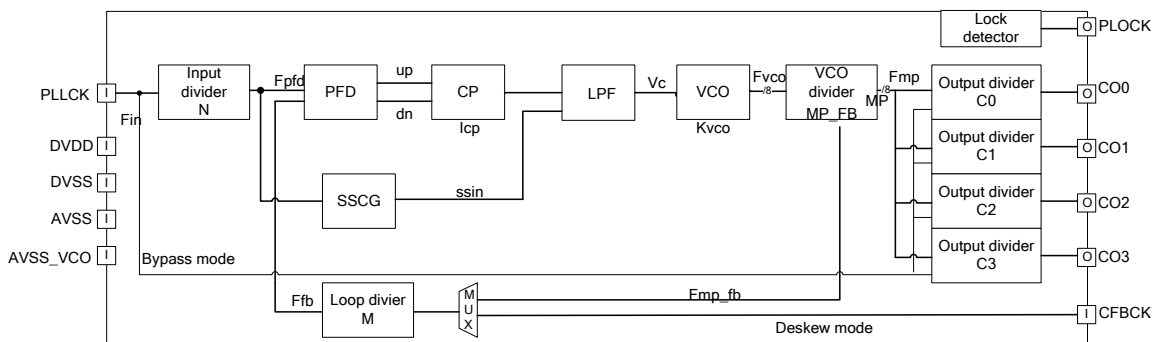 Lock
detector
O
PLOCK
PLLCK
I
Fin
Input
divider
N
Fpfd
PFD
up
dn
CP
Icp
LPF
Vc
VCO
Kvco
Fvco
/8
VCO
divider
MP_FB
/8
MP
Fmp
Output divider
C0
O
CO0
DVDD
I
Output divider
C1
O
CO1
DVSS
I
SSCG
ssin
Output divider
C2
O
CO2
AVSS
I
AVSS_VCO
I
Bypass mode
Output divider
C3
O
CO3
Ffb
Loop divier
M
M
U
X
Fmp_fb
Deskew mode
I
CFBCK